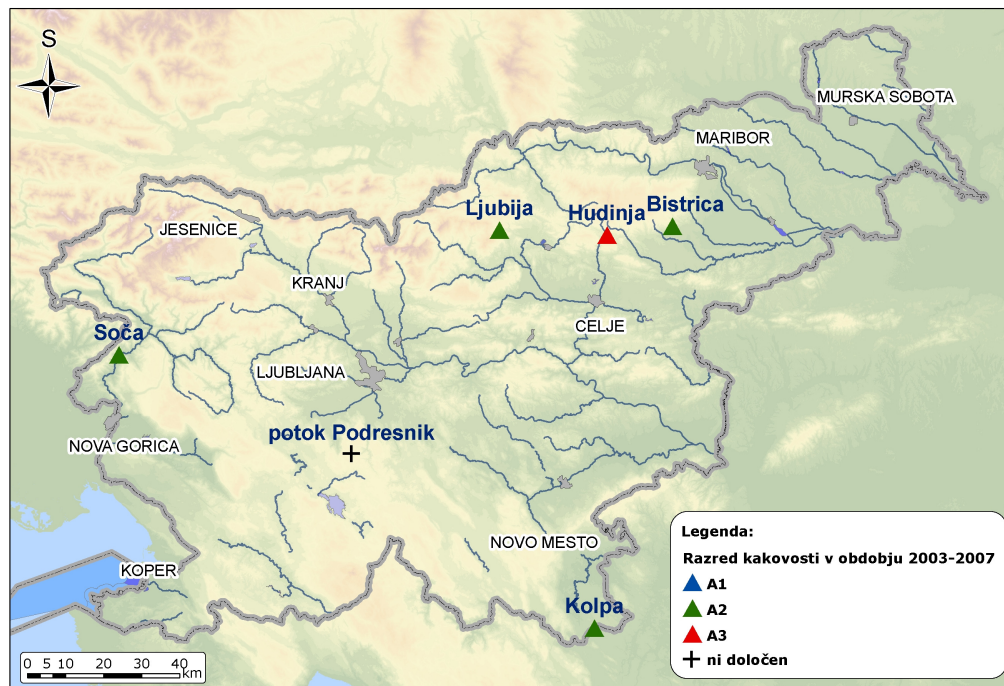 S
MURSKA SOBOTA
MARIBOR
Ljubija
Hudinja
Bistrica
JESENICE
KRANJ
Soča
CELJE
LJUBLJANA
potok Podresnik
NOVA GORICA
NOVO MESTO
KOPER
Kolpa
Legenda:
Razred kakovosti v obdobju 2003-2007
A1
A2
A3
ni določen
0 5 10 20 30 40
km